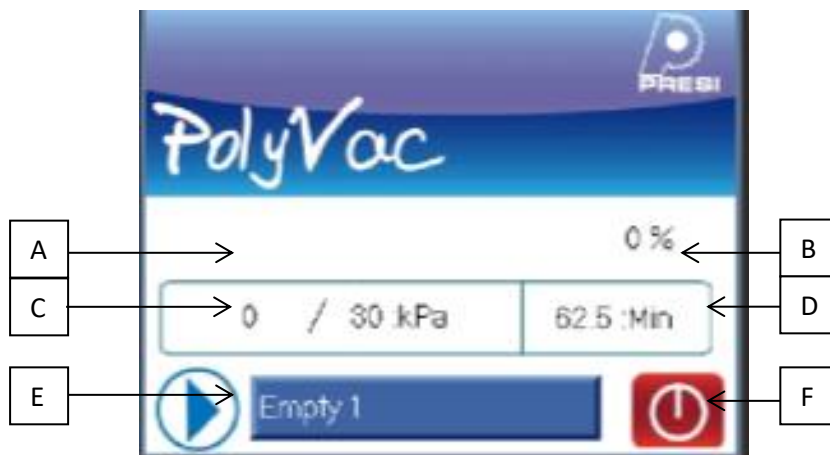 PRESI
PolyVac
A
0 %
B
C
0 / 30 :kPa
62.5 :Min
D
E
Empty 1
F